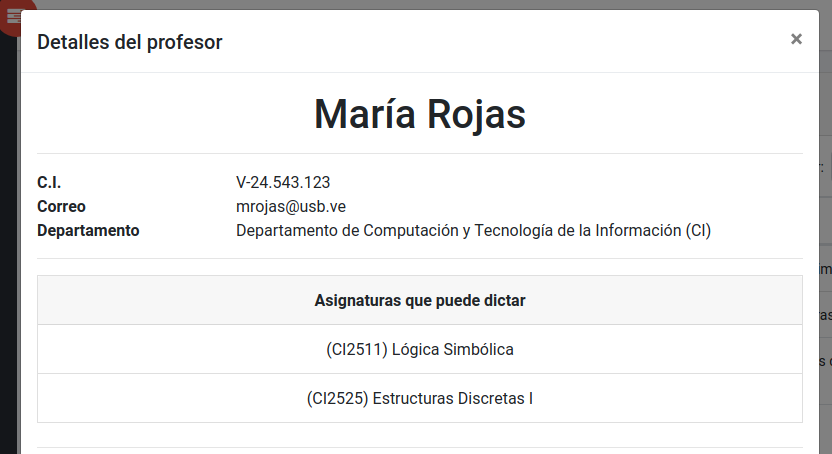 Detalles del profesor ×
María Rojas
C.I. V-24.543.123
Correo mrojas@usb.ve
Departamento Departamento de Computación y Tecnología de la Información (CI)
Asignaturas que puede dictar
(CI2511) Lógica Simbólica
(CI2525) Estructuras Discretas I